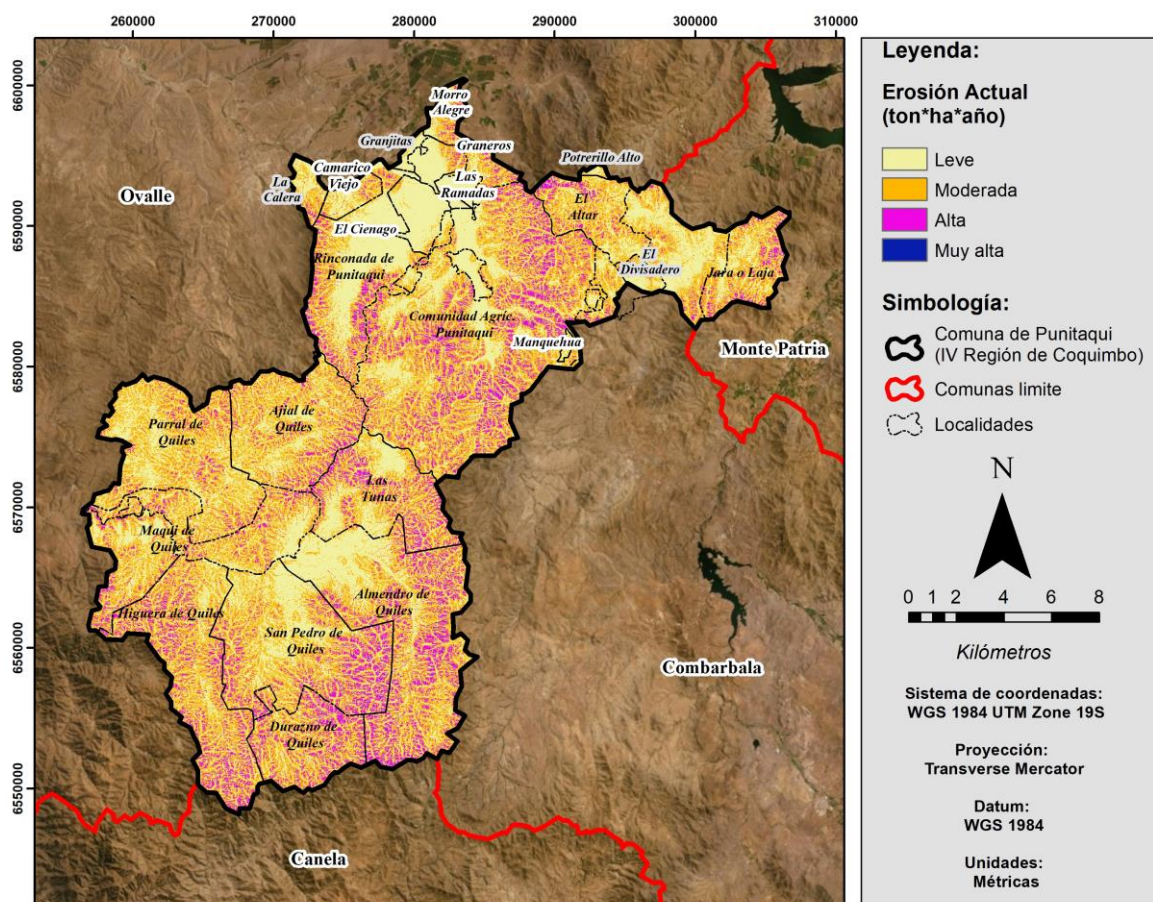 260000
270000
280000
290000
300000
310000
6600000
6590000
6580000
6570000
6560000
6550000
Morro
Alegre
Granjitas
Graneros
Potrerillo Alto
Camarico
Viejo
La
Calera
Las
Ramadas
Ovalle
El
Altar
El Cienago
Rinconada de
Punitaqui
El
Divisadero
Jara o Laja
Comunidad Agric.
Punitaqui
Manquehua
Monte Patria
Parral de
Quiles
Ajial de
Quiles
Las
Tunas
Maqui de
Quiles
Higuera de Quiles
Almendro de
Quiles
San Pedro de
Quiles
Combarbala
Durazno de
Quiles
Canela
Leyenda:
Erosión Actual
(ton*ha*año)
Leve
Moderada
Alta
Muy alta
Simbología:
Comuna de Punitaqui
(IV Región de Coquimbo)
Comunas limite
Localidades
N
0 1 2 4 6 8
Kilómetros
Sistema de coordenadas:
WGS 1984 UTM Zone 19S
Proyección:
Transverse Mercator
Datum:
WGS 1984
Unidades:
Métricas